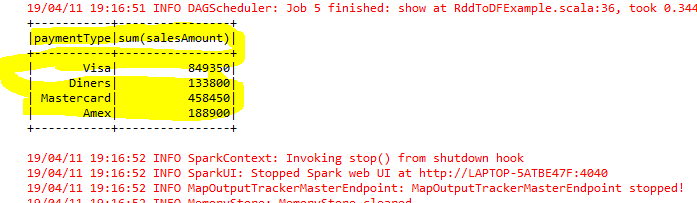 19/04/11 19:16:51 INFO DAGScheduler: Job 5 finished: show at RddToDFExample.scala:36, took 0.344
+-----------+----------------+
|paymentType|sum(salesAmount)|
+-----------+----------------+
|       Visa|          849350|
|     Diners|          133800|
| Mastercard|          458450|
|       Amex|          188900|
+-----------+----------------+
19/04/11 19:16:52 INFO SparkContext: Invoking stop() from shutdown hook
19/04/11 19:16:52 INFO SparkUI: Stopped Spark web UI at http://LAPTOP-5ATBE47F:4040
19/04/11 19:16:52 INFO MapOutputTrackerMasterEndpoint: MapOutputTrackerMasterEndpoint stopped!
19/04/11 19:16:52 INFO MemoryStore: MemoryStore cleared